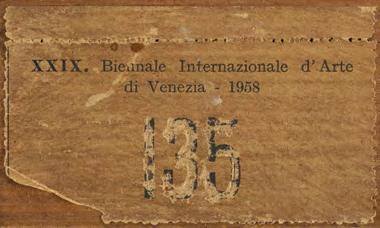 XXIX. Biennale Internazionale d'Arte
di Venezia - 1958
135